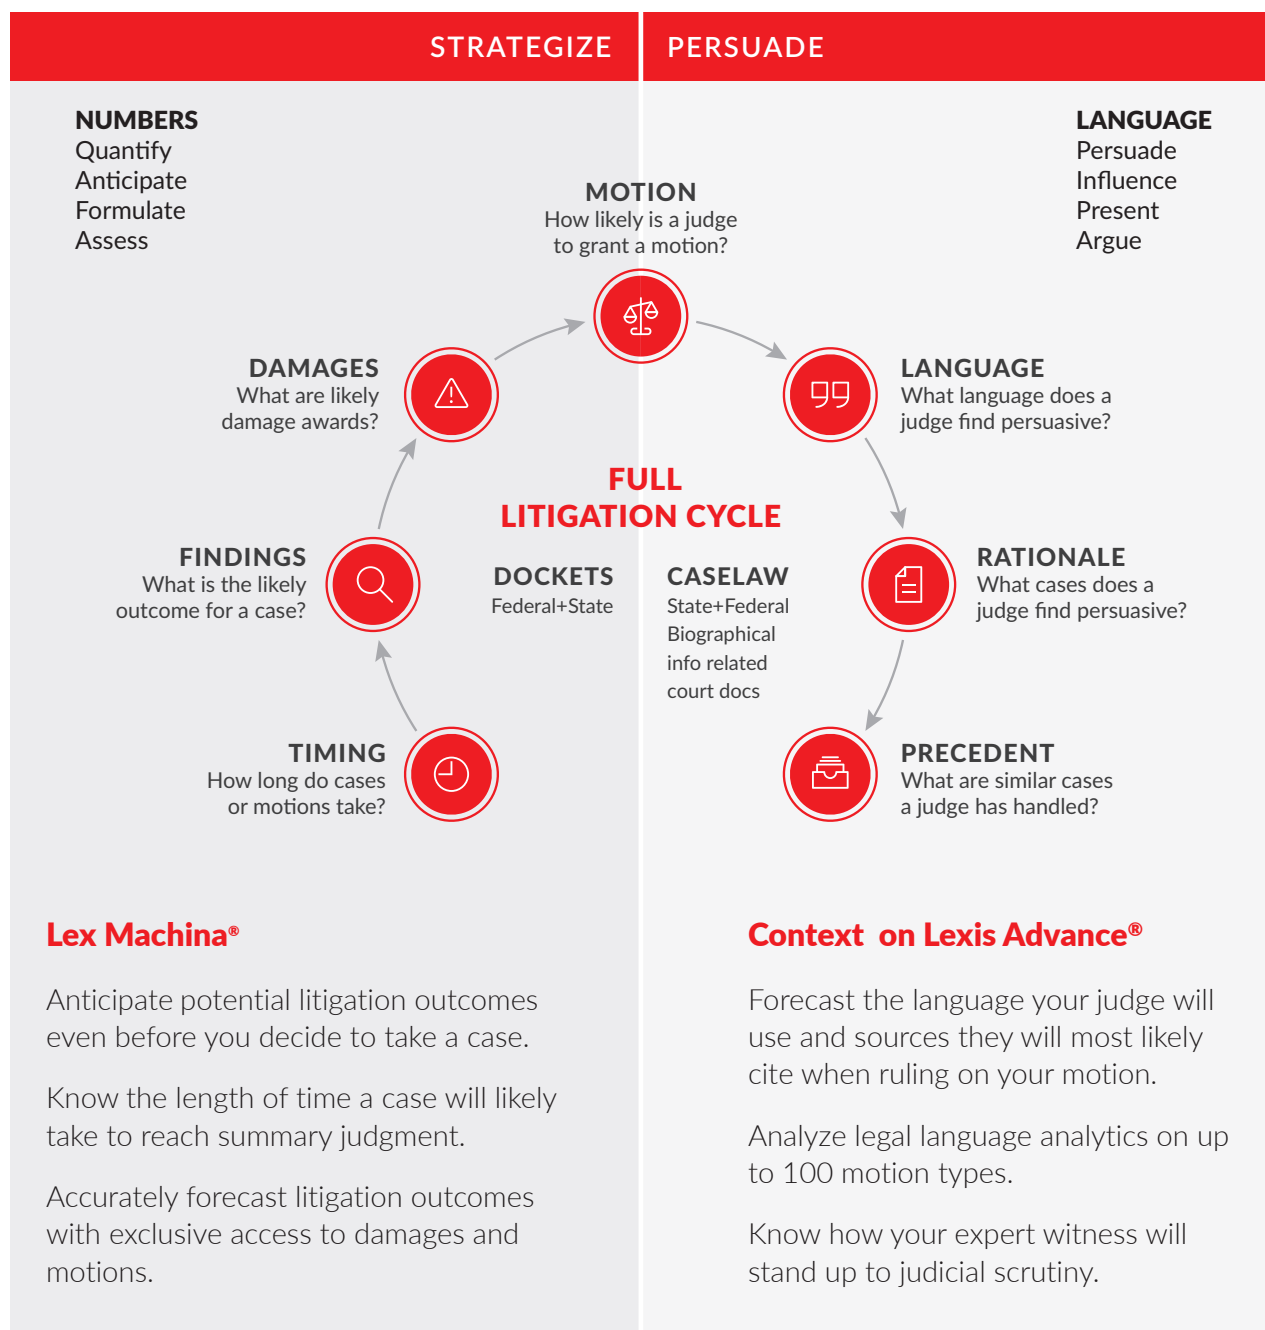 STRATEGIZE
PERSUADE
NUMBERS
Quantify
Anticipate
Formulate
Assess
LANGUAGE
Persuade
Influence
Present
Argue
MOTION
How likely is a judge
to grant a motion?
DAMAGES
What are likely
damage awards?
LANGUAGE
What language does a
judge find persuasive?
FULL
LITIGATION CYCLE
FINDINGS
What is the likely
outcome for a case?
DOCKETS
Federal+State
CASELAW
State+Federal
Biographical
info related
court docs
RATIONALE
What cases does a
judge find persuasive?
TIMING
How long do cases
or motions take?
PRECEDENT
What are similar cases
a judge has handled?
Lex Machina®
Anticipate potential litigation outcomes
even before you decide to take a case.
Know the length of time a case will likely
take to reach summary judgment.
Accurately forecast litigation outcomes
with exclusive access to damages and
motions.
Context on Lexis Advance®
Forecast the language your judge will
use and sources they will most likely
cite when ruling on your motion.
Analyze legal language analytics on up
to 100 motion types.
Know how your expert witness will
stand up to judicial scrutiny.